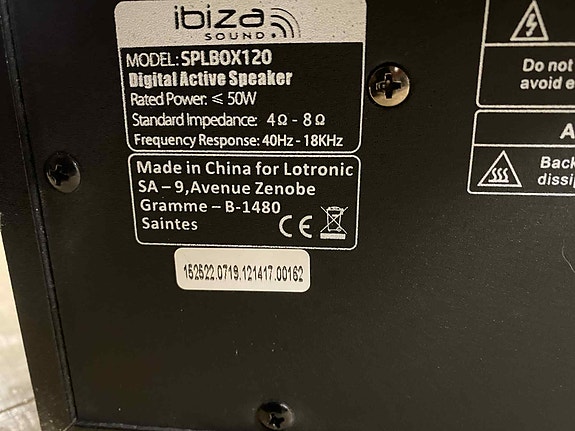 ibiza
SOUND
MODEL: SPLBOX120
Digital Active Speaker
Rated Power: ⩽ 50W
Standard Impedance: 4Ω - 8Ω
Frequency Response: 40Hz - 18KHz
Made in China for Lotronic
SA – 9,Avenue Zenobe
Gramme – B-1480
Saintes
CE
152522.0719.121417.00162
Do not
avoid e
A
Back
dissip